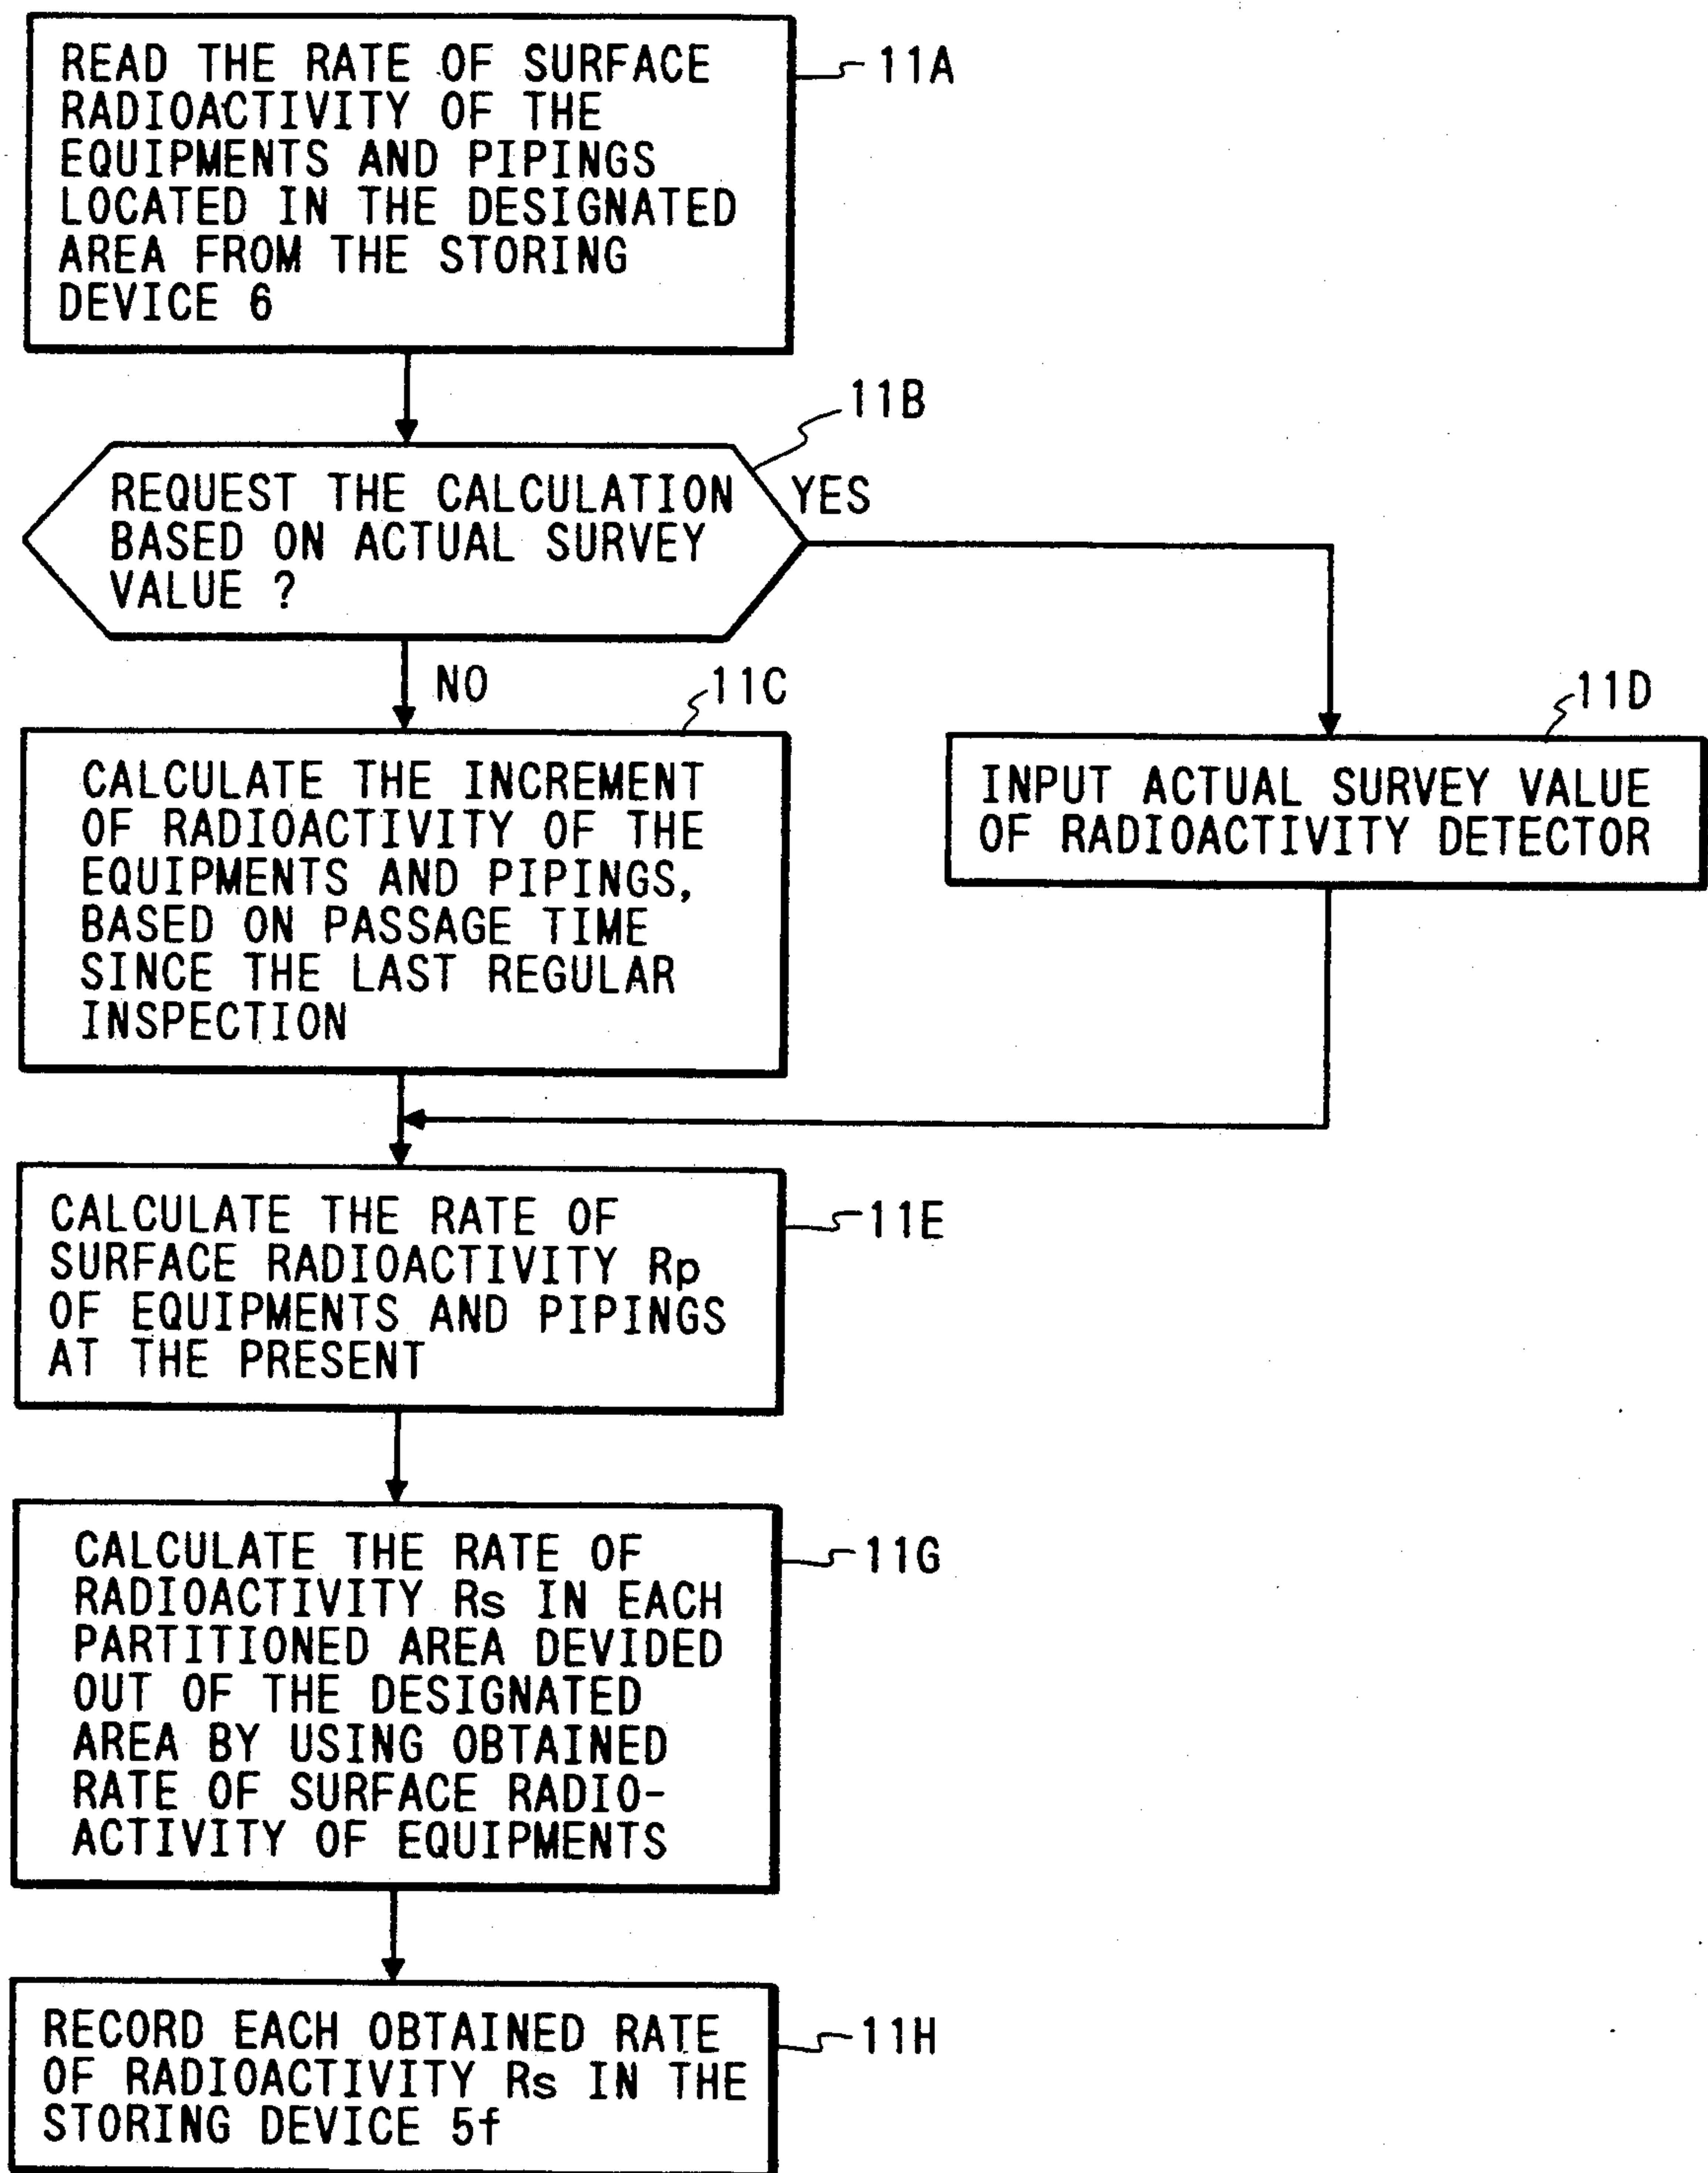 READ THE RATE OF SURFACE
RADIOACTIVITY OF THE
EQUIPMENTS AND PIPINGS
LOCATED IN THE DESIGNATED
AREA FROM THE STORING
DEVICE 6
11A
11B
REQUEST THE CALCULATION
BASED ON ACTUAL SURVEY
VALUE ?
YES
NO
11C
CALCULATE THE INCREMENT
OF RADIOACTIVITY OF THE
EQUIPMENTS AND PIPINGS,
BASED ON PASSAGE TIME
SINCE THE LAST REGULAR
INSPECTION
11D
INPUT ACTUAL SURVEY VALUE
OF RADIOACTIVITY DETECTOR
CALCULATE THE RATE OF
SURFACE RADIOACTIVITY Rp
OF EQUIPMENTS AND PIPINGS
AT THE PRESENT
11E
CALCULATE THE RATE OF
RADIOACTIVITY Rs IN EACH
PARTITIONED AREA DEVIDED
OUT OF THE DESIGNATED
AREA BY USING OBTAINED
RATE OF SURFACE RADIO-
ACTIVITY OF EQUIPMENTS
11G
RECORD EACH OBTAINED RATE
OF RADIOACTIVITY Rs IN THE
STORING DEVICE 5f
11H